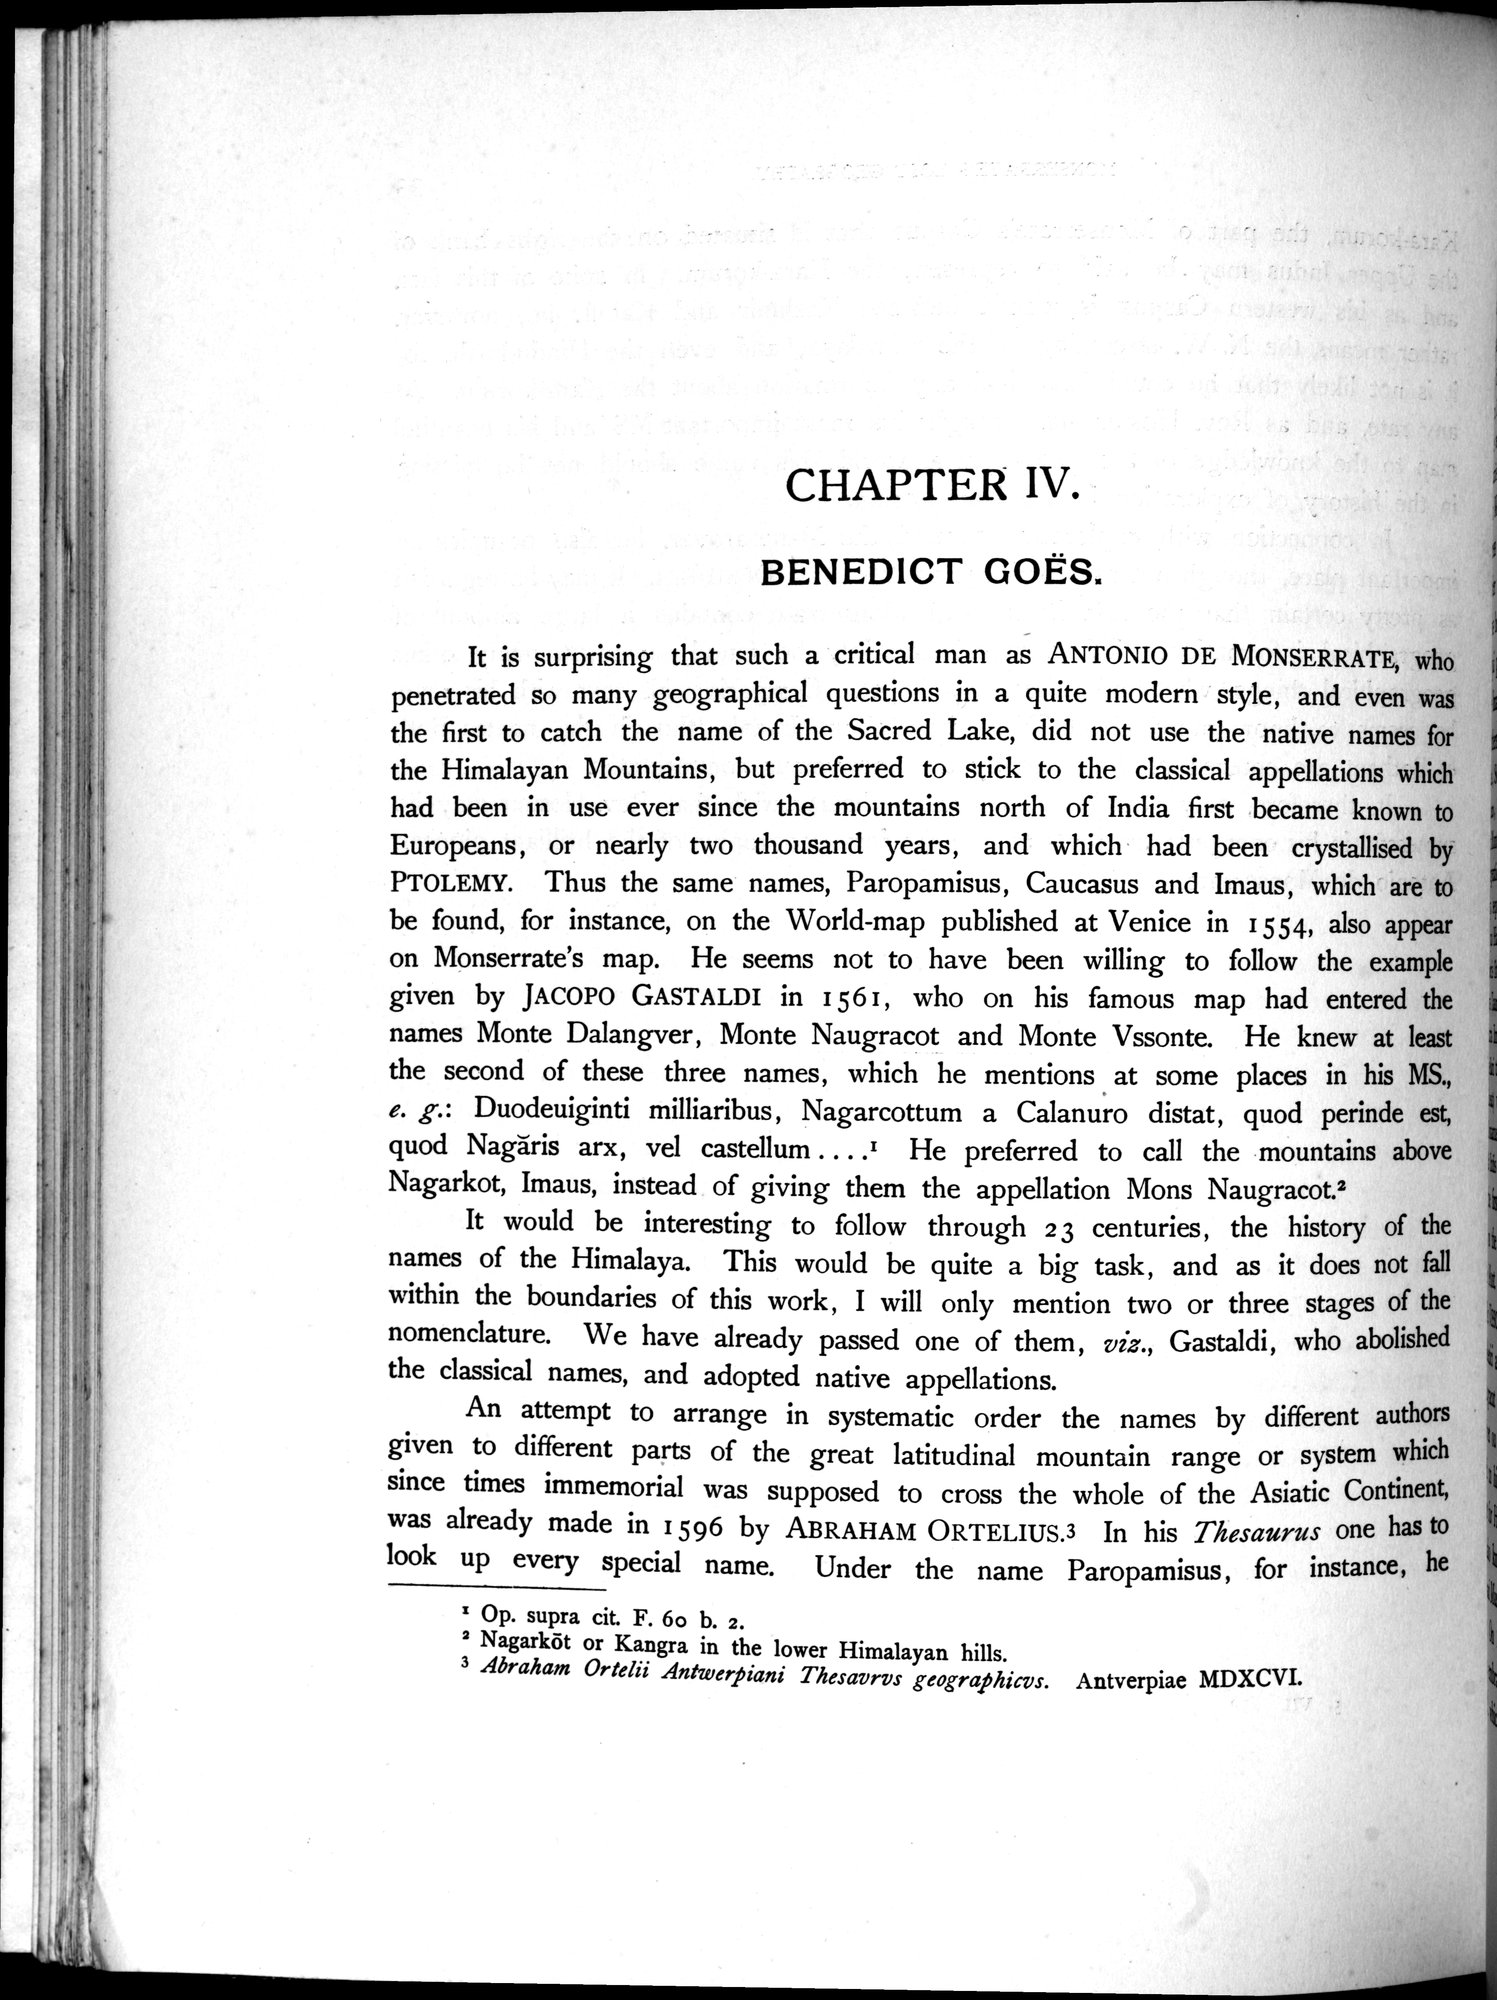 CHAPTER IV.
BENEDICT GOËS.
It is surprising that such a critical man as ANTONIO DE MONSERRATE, who
penetrated so many geographical questions in a quite modern style, and even was
the first to catch the name of the Sacred Lake, did not use the native names for
the Himalayan Mountains, but preferred to stick to the classical appellations which
had been in use ever since the mountains north of India first became known to
Europeans, or nearly two thousand years, and which had been crystallised by
PTOLEMY. Thus the same names, Paropamisus, Caucasus and Imaus, which are to
be found, for instance, on the World-map published at Venice in 1554, also appear
on Monserrate's map. He seems not to have been willing to follow the example
given by JACOPO GASTALDI in 1561, who on his famous map had entered the
names Monte Dalangver, Monte Naugracot and Monte Vssonte. He knew at least
the second of these three names, which he mentions at some places in his MS.,
e. g.: Duodeuiginti milliaribus, Nagarcottum a Calanuro distat, quod perinde est,
quod Nagăris arx, vel castellum ....¹ He preferred to call the mountains above
Nagarkot, Imaus, instead of giving them the appellation Mons Naugracot.²
It would be interesting to follow through 23 centuries, the history of the
names of the Himalaya. This would be quite a big task, and as it does not fall
within the boundaries of this work, I will only mention two or three stages of the
nomenclature. We have already passed one of them, viz., Gastaldi, who abolished
the classical names, and adopted native appellations.
An attempt to arrange in systematic order the names by different authors
given to different parts of the great latitudinal mountain range or system which
since times immemorial was supposed to cross the whole of the Asiatic Continent,
was already made in 1596 by ABRAHAM ORTELIUS.³ In his Thesaurus one has to
look up every special name. Under the name Paropamisus, for instance, he
¹ Op. supra cit. F. 60 b. 2.
² Nagarkōt or Kangra in the lower Himalayan hills.
³ Abraham Ortelii Antwerpiani Thesavrvs geographicvs. Antverpiae MDXCVI.